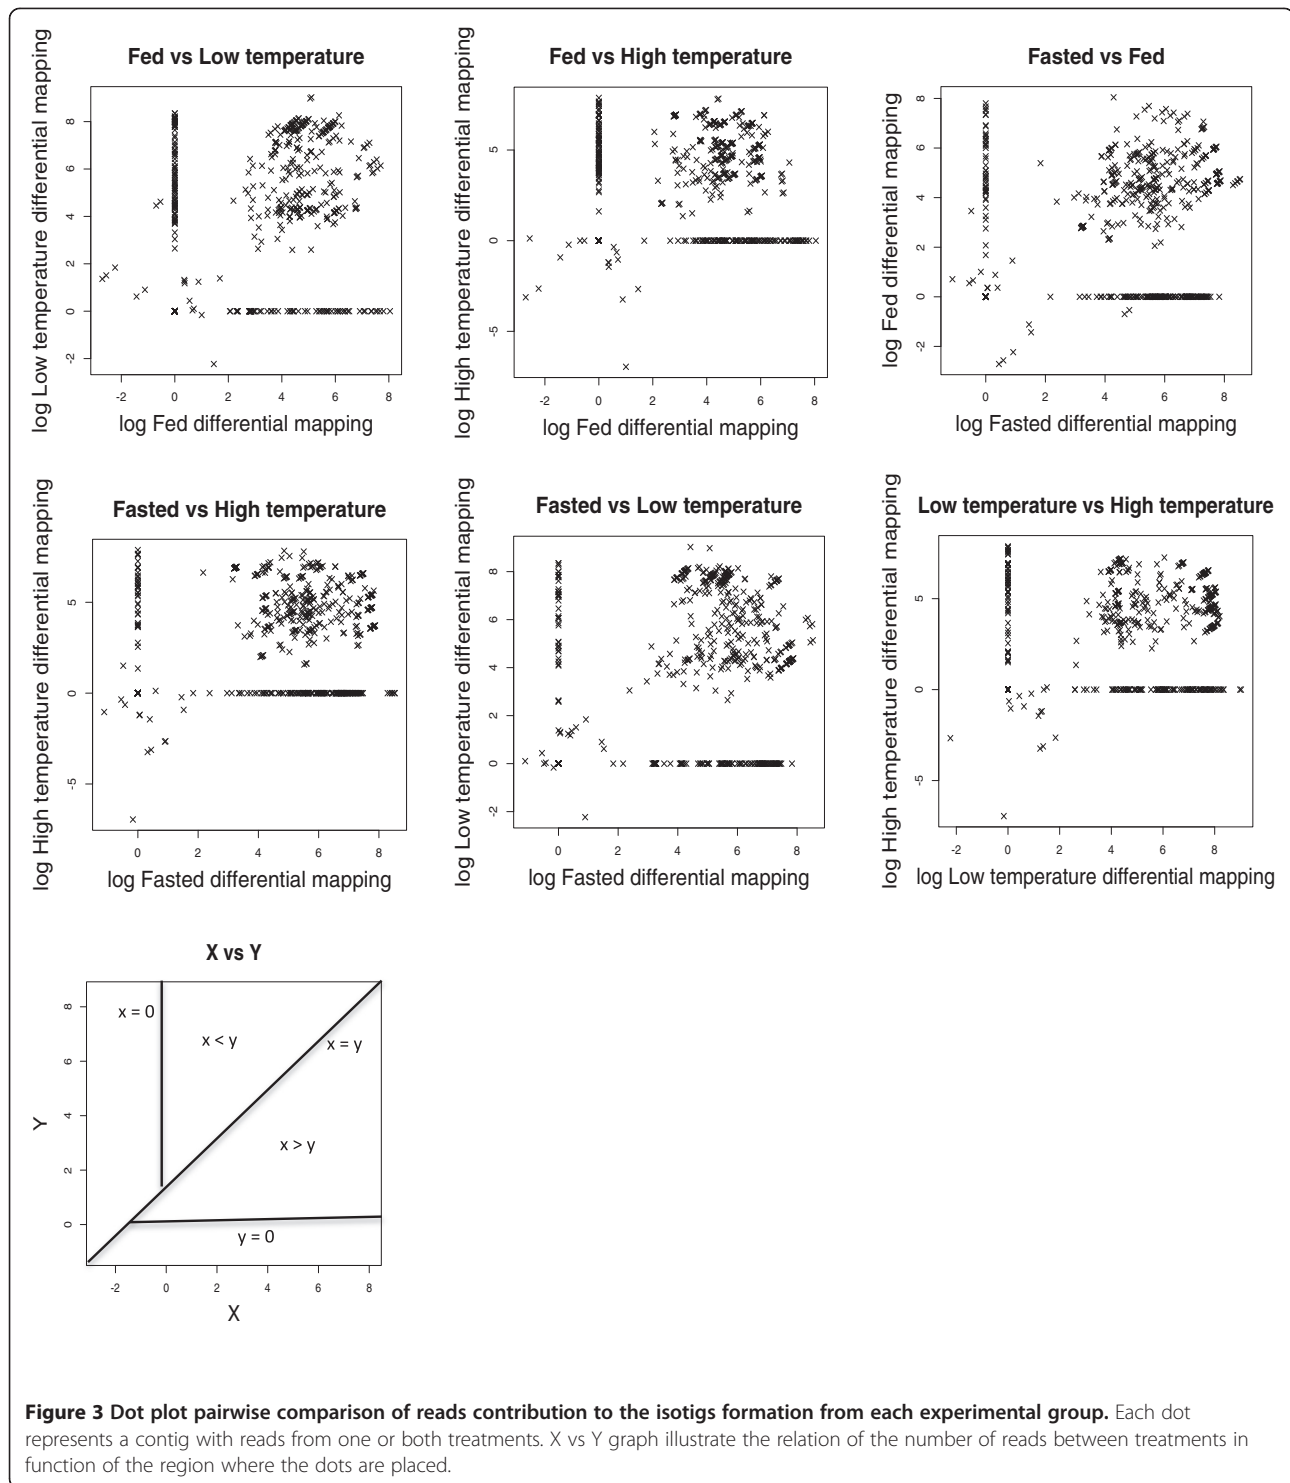 Fed vs Low temperature
log Low temperature differential mapping
8
6
4
2
0
-2
-2 0 2 4 6 8
log Fed differential mapping
Fed vs High temperature
log High temperature differential mapping
5
0
-5
-2 0 2 4 6 8
log Fed differential mapping
Fasted vs Fed
log Fed differential mapping
8
6
4
2
0
-2
0 2 4 6 8
log Fasted differential mapping
Fasted vs High temperature
log High temperature differential mapping
5
0
-5
0 2 4 6 8
log Fasted differential mapping
Fasted vs Low temperature
log Low temperature differential mapping
8
6
4
2
0
-2
0 2 4 6 8
log Fasted differential mapping
Low temperature vs High temperature
log High temperature differential mapping
5
0
-5
-2 0 2 4 6 8
log Low temperature differential mapping
X vs Y
Y
8
6
4
2
0
x = 0
x < y
x = y
x > y
y = 0
-2 0 2 4 6 8
X
Figure 3 Dot plot pairwise comparison of reads contribution to the isotigs formation from each experimental group. Each dot
represents a contig with reads from one or both treatments. X vs Y graph illustrate the relation of the number of reads between treatments in
function of the region where the dots are placed.